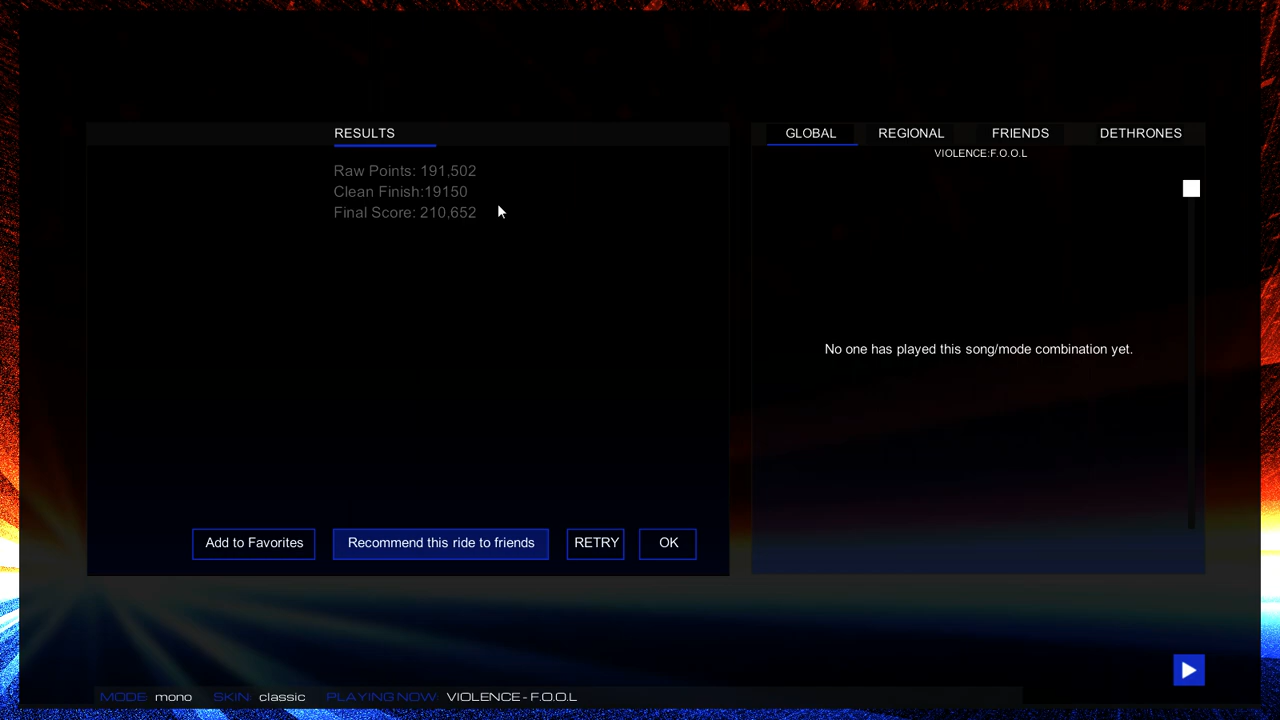 RESULTS
Raw Points: 191,502
Clean Finish:19150
Final Score: 210,652
Add to Favorites
Recommend this ride to friends
RETRY
OK
GLOBAL REGIONAL FRIENDS DETHRONES
VIOLENCE:F.O.O.L
No one has played this song/mode combination yet.
MODE: mono SKIN: classic PLAYING NOW: VIOLENCE - F.O.O.L